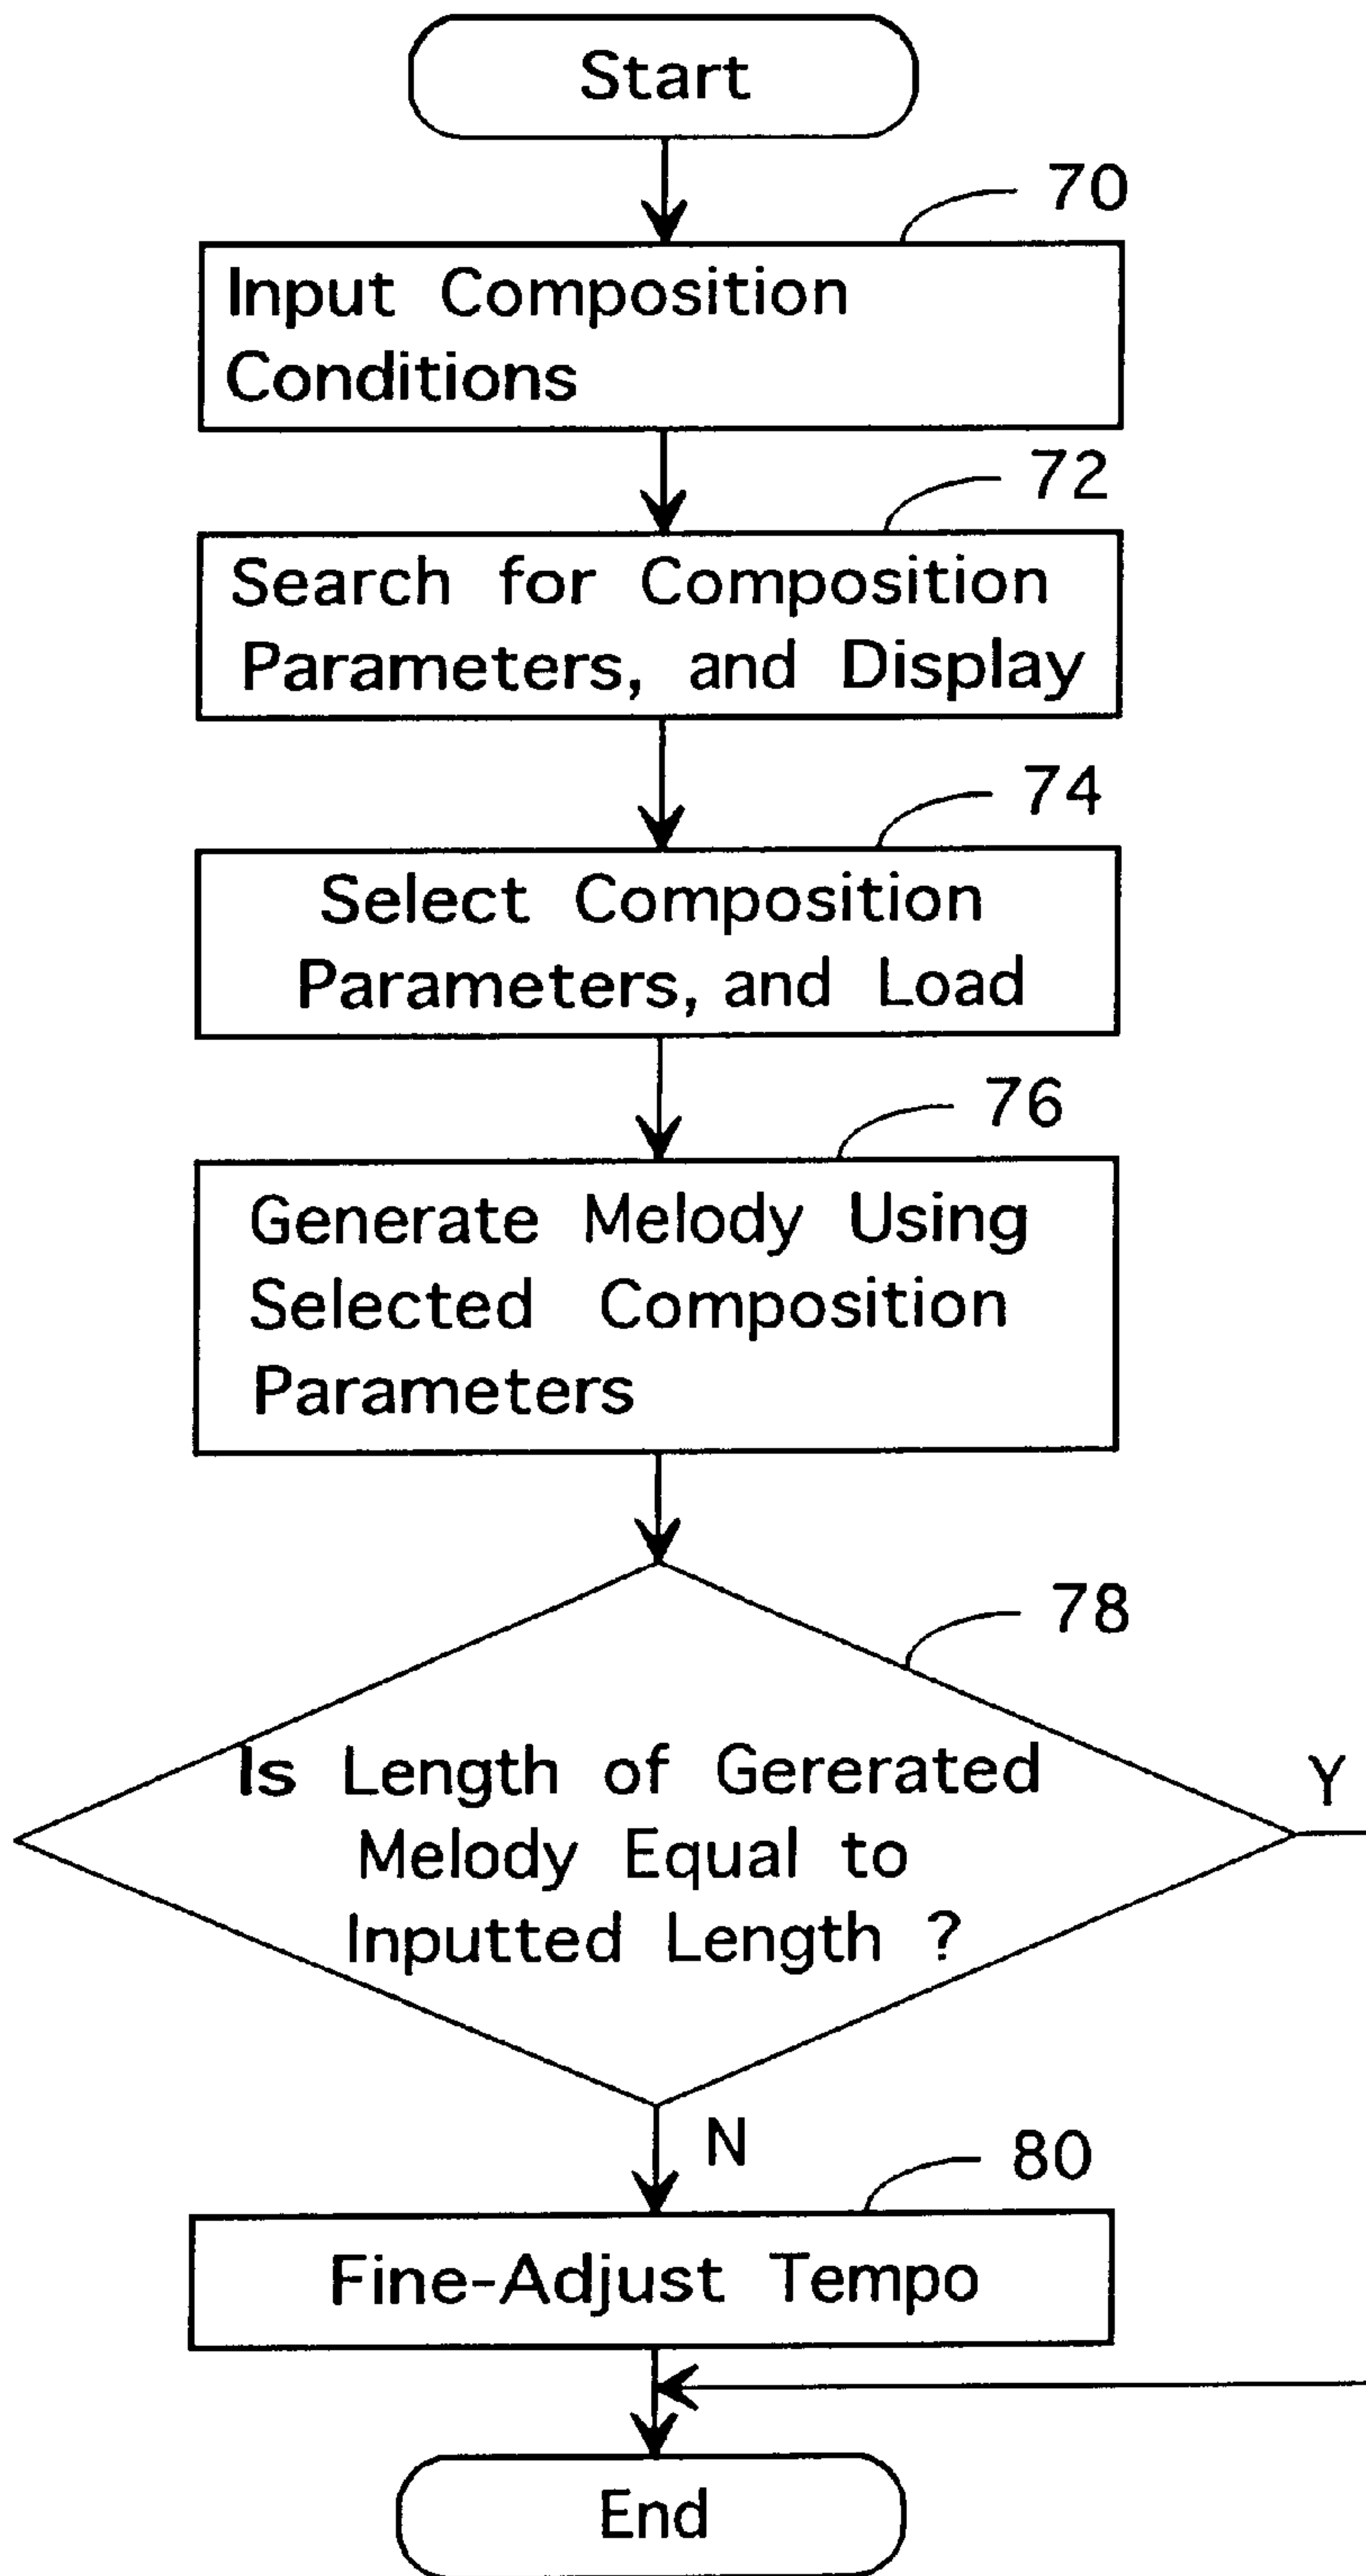 Start
70
Input Composition
Conditions
72
Search for Composition
Parameters, and Display
74
Select Composition
Parameters, and Load
76
Generate Melody Using
Selected Composition
Parameters
78
Is Length of Gererated
Melody Equal to
Inputted Length ?
Y
N
80
Fine-Adjust Tempo
End